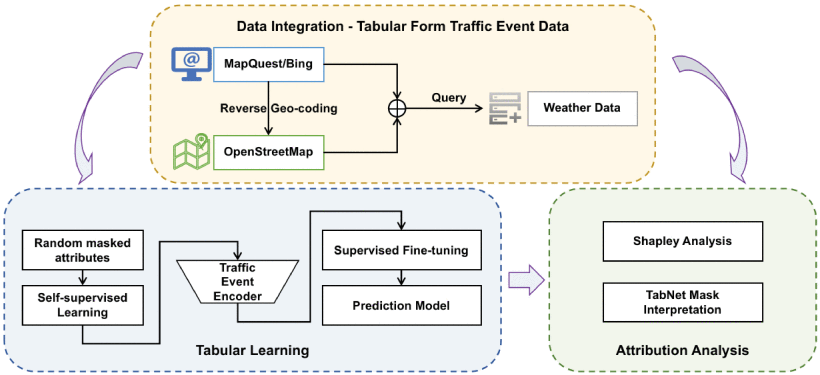 Data Integration - Tabular Form Traffic Event Data
@
MapQuest/Bing
Reverse Geo-coding
OpenStreetMap
Query
Weather Data
Random masked
attributes
Self-supervised
Learning
Traffic
Event
Encoder
Supervised Fine-tuning
Prediction Model
Tabular Learning
Shapley Analysis
TabNet Mask
Interpretation
Attribution Analysis